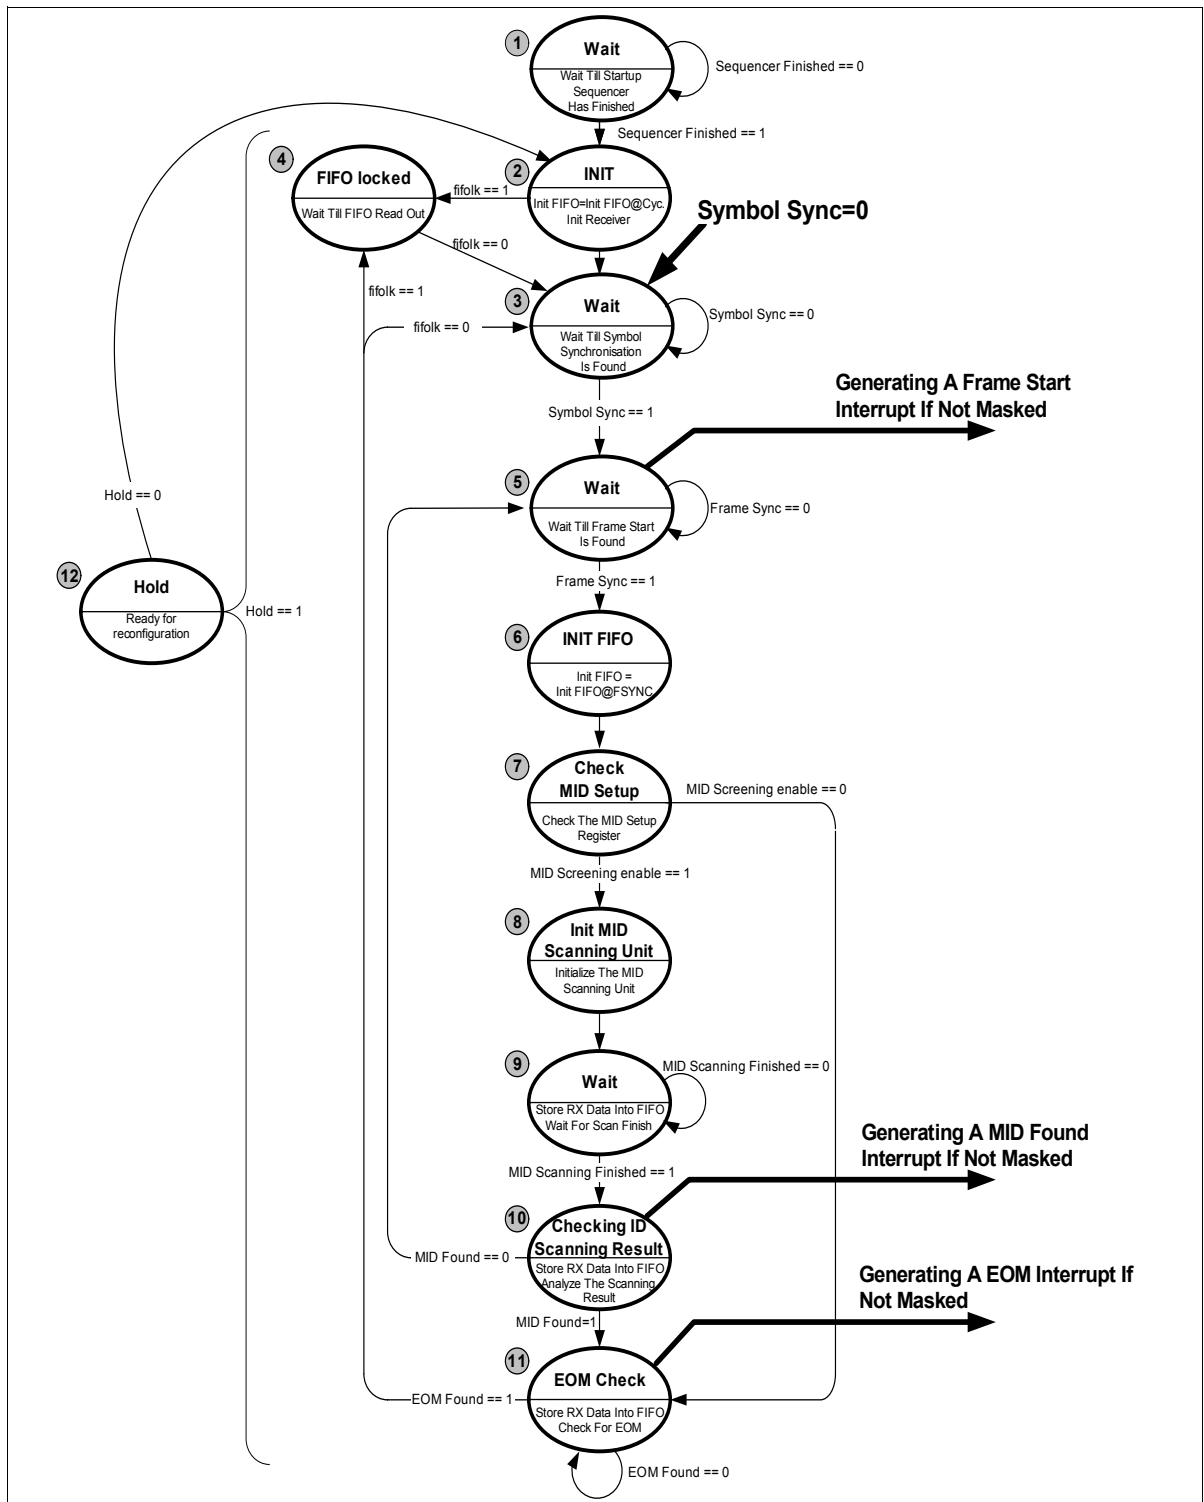 1
Wait
Wait Till Startup
Sequencer
Has Finished
Sequencer Finished == 0
Sequencer Finished == 1
4
FIFO locked
Wait Till FIFO Read Out
fifolk == 1
2
INIT
Init FIFO=Init FIFO@Cyc.
Init Receiver
Symbol Sync=0
fifolk == 0
fifolk == 1
3
Wait
Wait Till Symbol
Synchronisation
Is Found
Symbol Sync == 0
fifolk == 0
Generating A Frame Start
Interrupt If Not Masked
Symbol Sync == 1
5
Wait
Wait Till Frame Start
Is Found
Frame Sync == 0
Hold == 0
12
Hold
Ready for
reconfiguration
Hold == 1
Frame Sync == 1
6
INIT FIFO
Init FIFO =
Init FIFO@FSYNC
7
Check
MID Setup
Check The MID Setup
Register
MID Screening enable == 0
MID Screening enable == 1
8
Init MID
Scanning Unit
Initialize The MID
Scanning Unit
9
Wait
Store RX Data Into FIFO
Wait For Scan Finish
MID Scanning Finished == 0
Generating A MID Found
Interrupt If Not Masked
MID Scanning Finished == 1
10
Checking ID
Scanning Result
Store RX Data Into FIFO
Analyze The Scanning
Result
MID Found == 0
Generating A EOM Interrupt If
Not Masked
MID Found=1
11
EOM Check
Store RX Data Into FIFO
Check For EOM
EOM Found == 1
EOM Found == 0